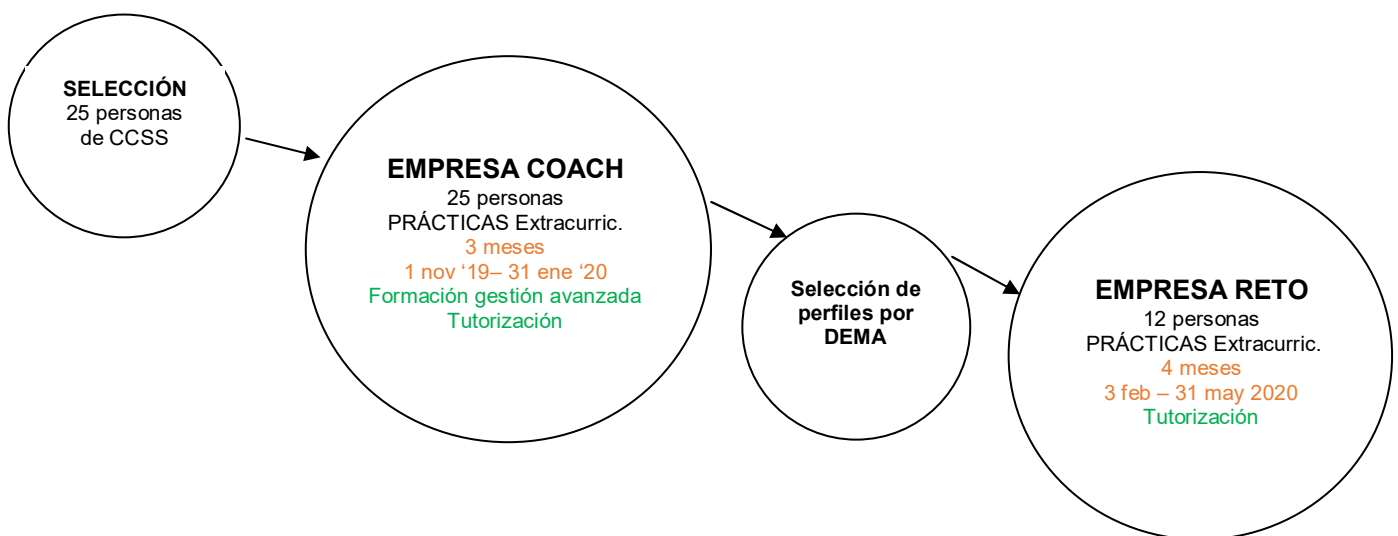 SELECCIÓN
25 personas
de CCSS
EMPRESA COACH
25 personas
PRÁCTICAS Extracurric.
3 meses
1 nov ‘19– 31 ene ‘20
Formación gestión avanzada
Tutorización
Selección de
perfiles por
DEMA
EMPRESA RETO
12 personas
PRÁCTICAS Extracurric.
4 meses
3 feb – 31 may 2020
Tutorización